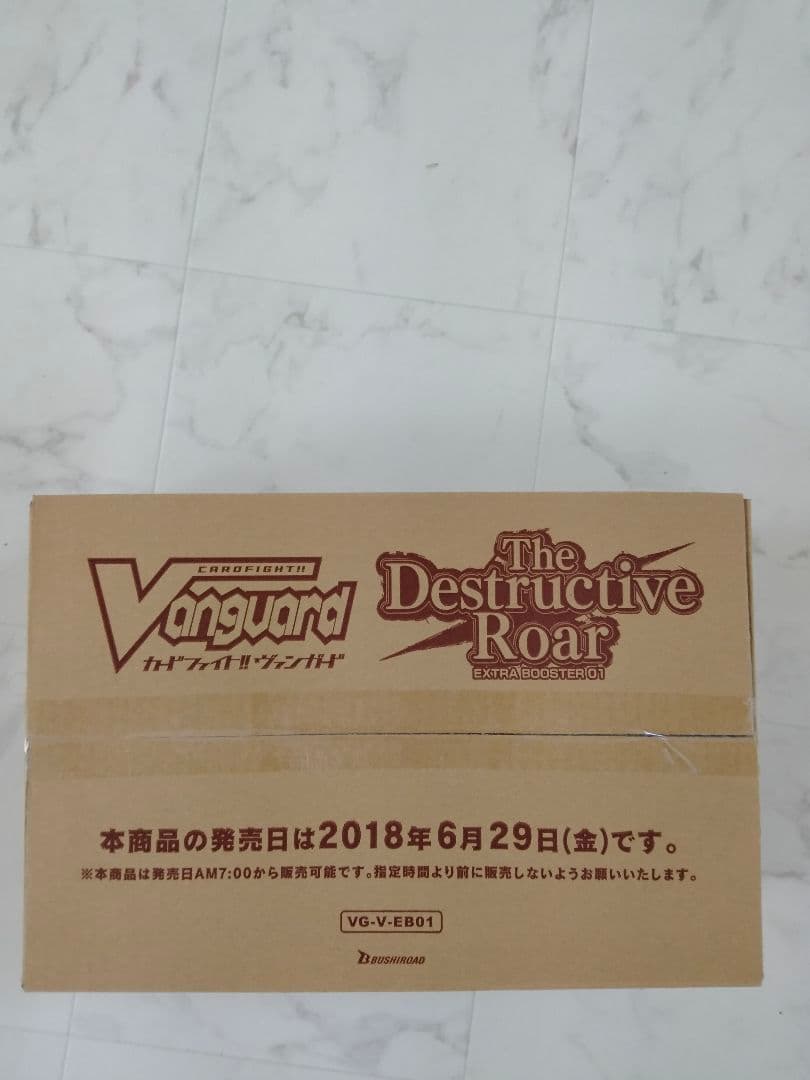 CARDFIGHT!!
Vanguard
カードファイト!! ヴァンガード
The
Destructive
Roar
EXTRA BOOSTER 01
本商品の発売日は2018年6月29日(金)です。
※本商品は発売日AM7:00から販売可能です。指定時間より前に販売しないようお願いいたします。
VG-V-EB01
BUSHIROAD